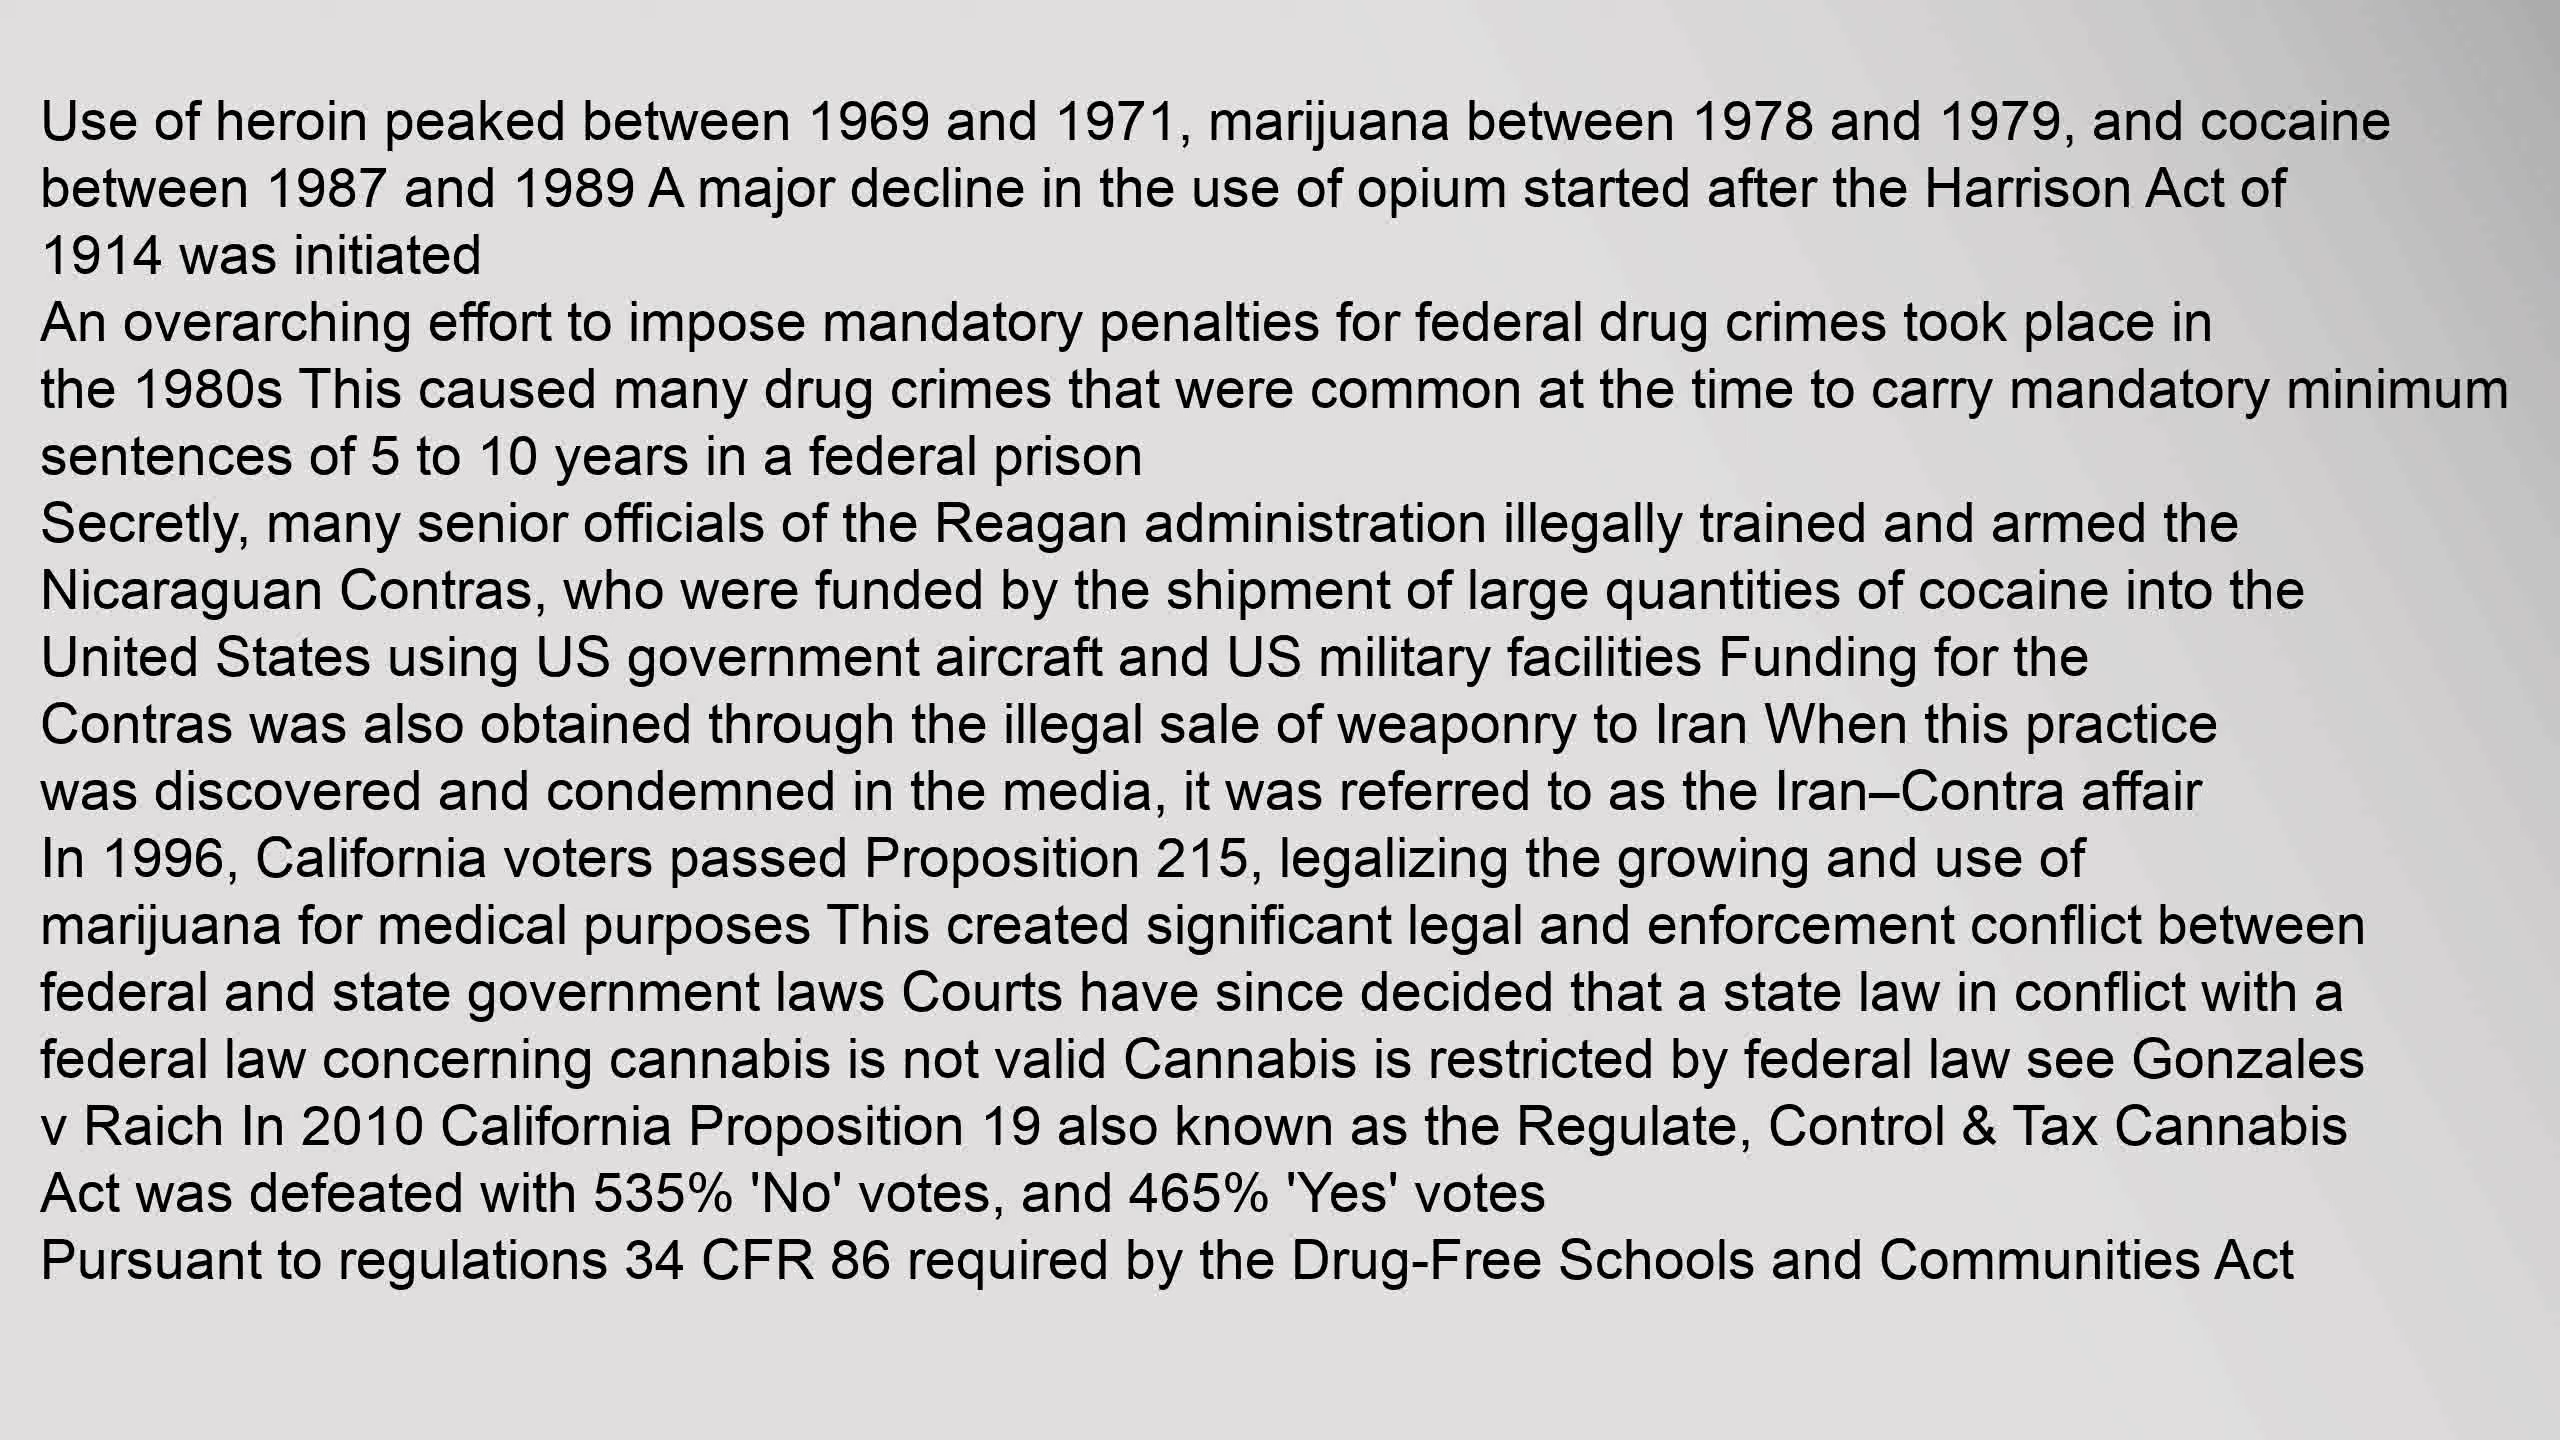 Use of heroin peaked between 1969 and 1971, marijuana between 1978 and 1979, and cocaine
between 1987 and 1989 A major decline in the use of opium started after the Harrison Act of
1914 was initiated
An overarching effort to impose mandatory penalties for federal drug crimes took place in
the 1980s This caused many drug crimes that were common at the time to carry mandatory minimum
sentences of 5 to 10 years in a federal prison
Secretly, many senior officials of the Reagan administration illegally trained and armed the
Nicaraguan Contras, who were funded by the shipment of large quantities of cocaine into the
United States using US government aircraft and US military facilities Funding for the
Contras was also obtained through the illegal sale of weaponry to Iran When this practice
was discovered and condemned in the media, it was referred to as the Iran–Contra affair
In 1996, California voters passed Proposition 215, legalizing the growing and use of
marijuana for medical purposes This created significant legal and enforcement conflict between
federal and state government laws Courts have since decided that a state law in conflict with a
federal law concerning cannabis is not valid Cannabis is restricted by federal law see Gonzales
v Raich In 2010 California Proposition 19 also known as the Regulate, Control & Tax Cannabis
Act was defeated with 535% 'No' votes, and 465% 'Yes' votes
Pursuant to regulations 34 CFR 86 required by the Drug-Free Schools and Communities Act